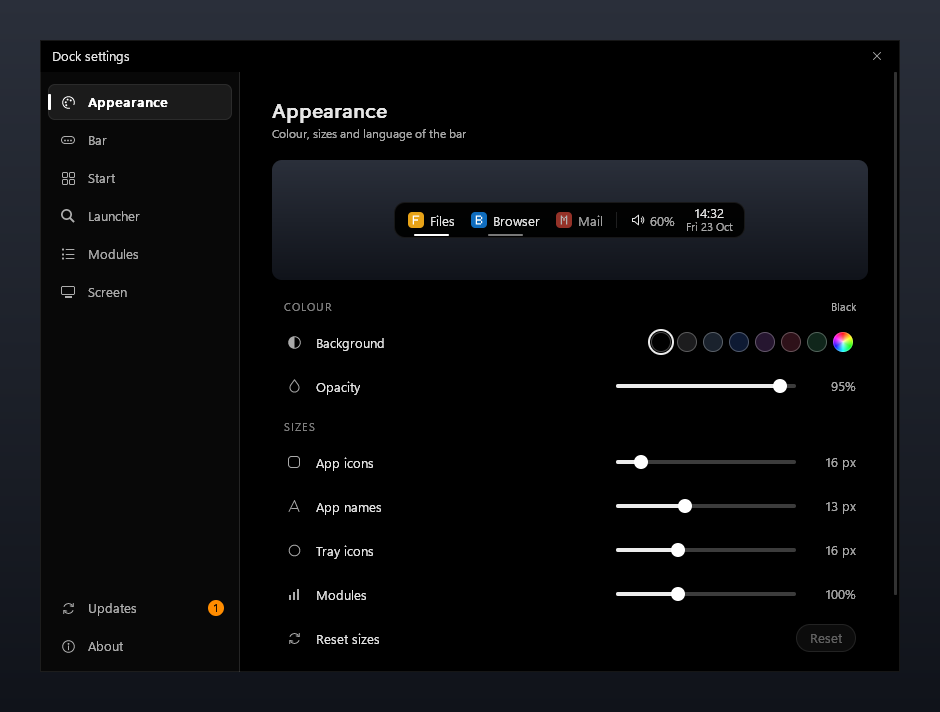 Dock settings
Appearance
Bar
Start
Launcher
Modules
Screen
Updates
1
About
Appearance
Colour, sizes and language of the bar
F Files B Browser M Mail 60% 14:32
Fri 23 Oct
COLOUR Black
Background
Opacity 95%
SIZES
App icons 16 px
App names 13 px
Tray icons 16 px
Modules 100%
Reset sizes Reset